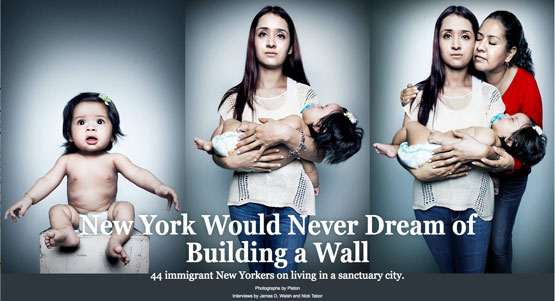 New York Would Never Dream of
Building a Wall
44 immigrant New Yorkers on living in a sanctuary city.
Photographs by Platon
Interviews by James D. Walsh and Nick Tabor